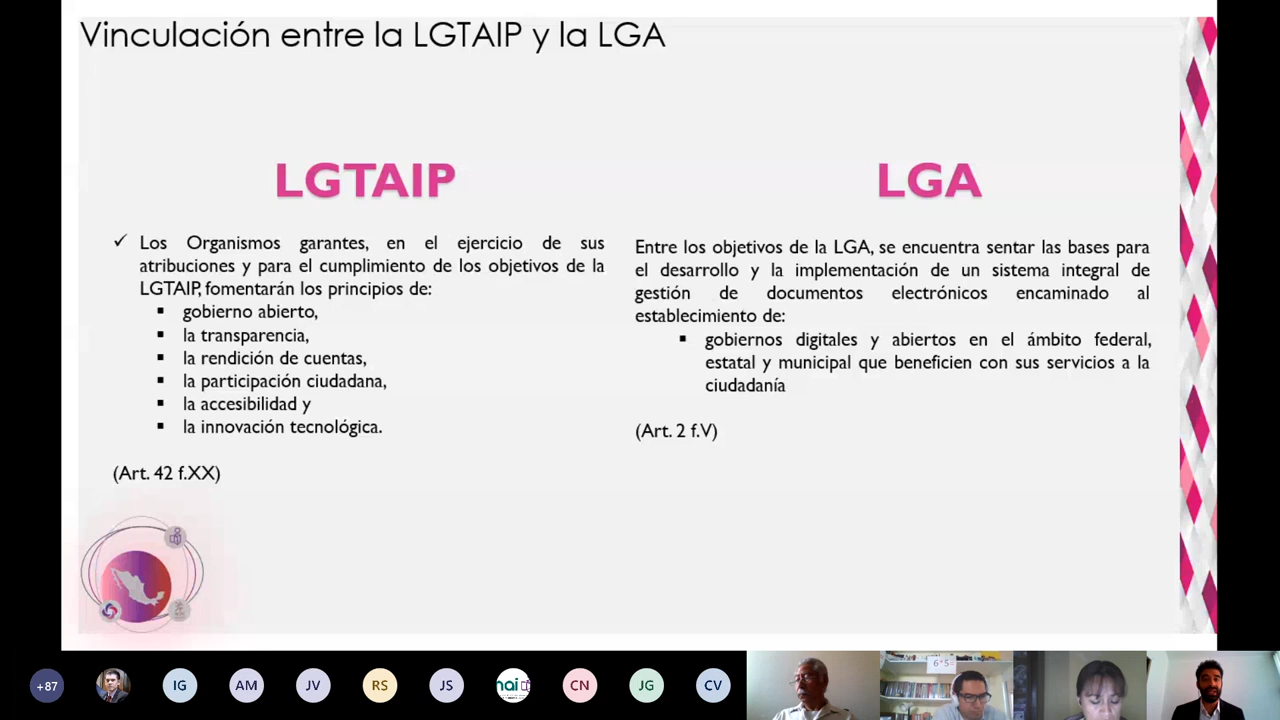 Vinculación entre la LGTAIP y la LGA
LGTAIP
✓ Los Organismos garantes, en el ejercicio de sus
atribuciones y para el cumplimiento de los objetivos de la
LGTAIP, fomentarán los principios de:
▪ gobierno abierto,
▪ la transparencia,
▪ la rendición de cuentas,
▪ la participación ciudadana,
▪ la accesibilidad y
▪ la innovación tecnológica.
(Art. 42 f.XX)
LGA
Entre los objetivos de la LGA, se encuentra sentar las bases para
el desarrollo y la implementación de un sistema integral de
gestión de documentos electrónicos encaminado al
establecimiento de:
▪ gobiernos digitales y abiertos en el ámbito federal,
estatal y municipal que beneficien con sus servicios a la
ciudadanía
(Art. 2 f.V)
+87
IG
AM
JV
RS
JS
nai
CN
JG
CV